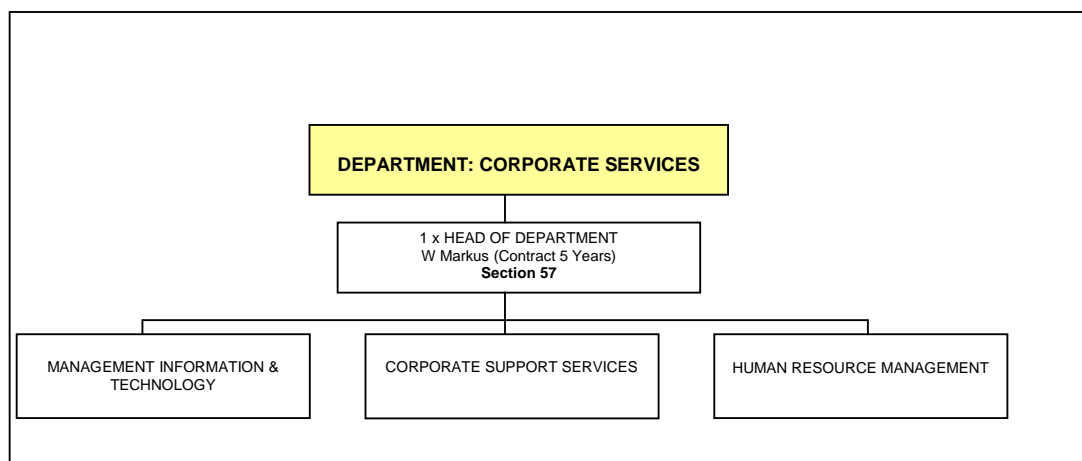 DEPARTMENT: CORPORATE SERVICES
1 x HEAD OF DEPARTMENT
W Markus (Contract 5 Years)
Section 57
MANAGEMENT INFORMATION &
TECHNOLOGY
CORPORATE SUPPORT SERVICES
HUMAN RESOURCE MANAGEMENT